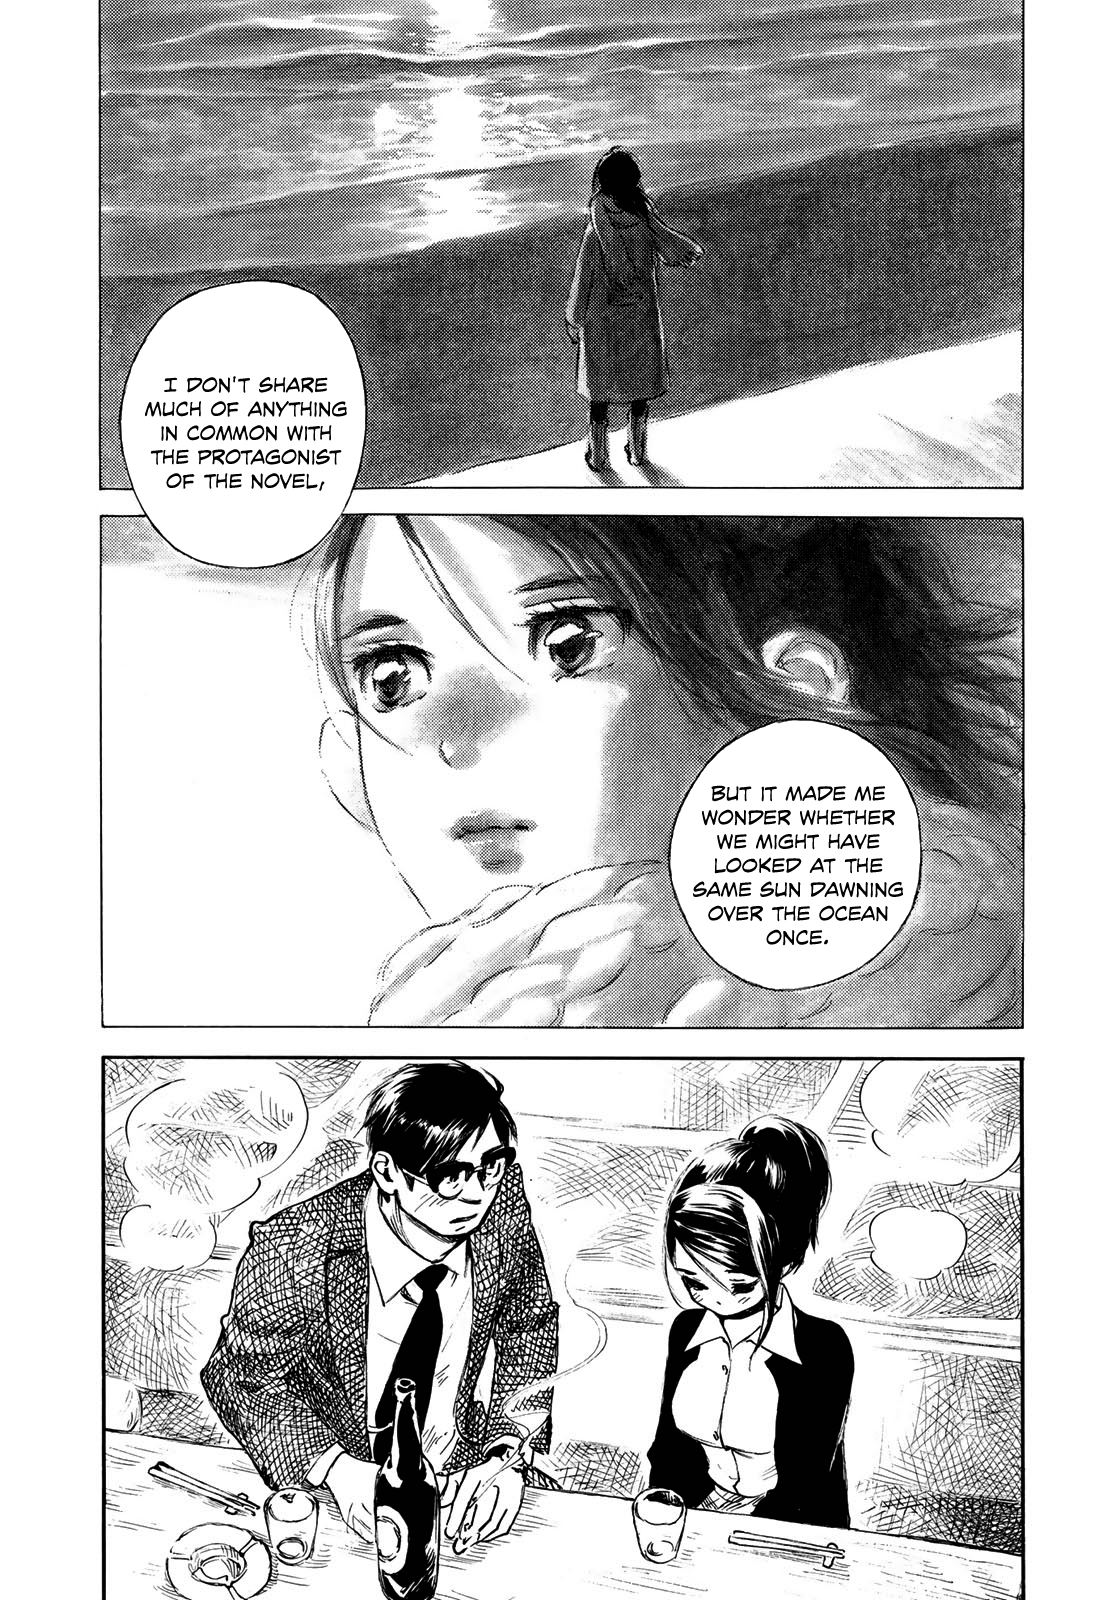 I DON'T SHARE
MUCH OF ANYTHING
IN COMMON WITH
THE PROTAGONIST
OF THE NOVEL,
BUT IT MADE ME
WONDER WHETHER
WE MIGHT HAVE
LOOKED AT THE
SAME SUN DAWNING
OVER THE OCEAN
ONCE.